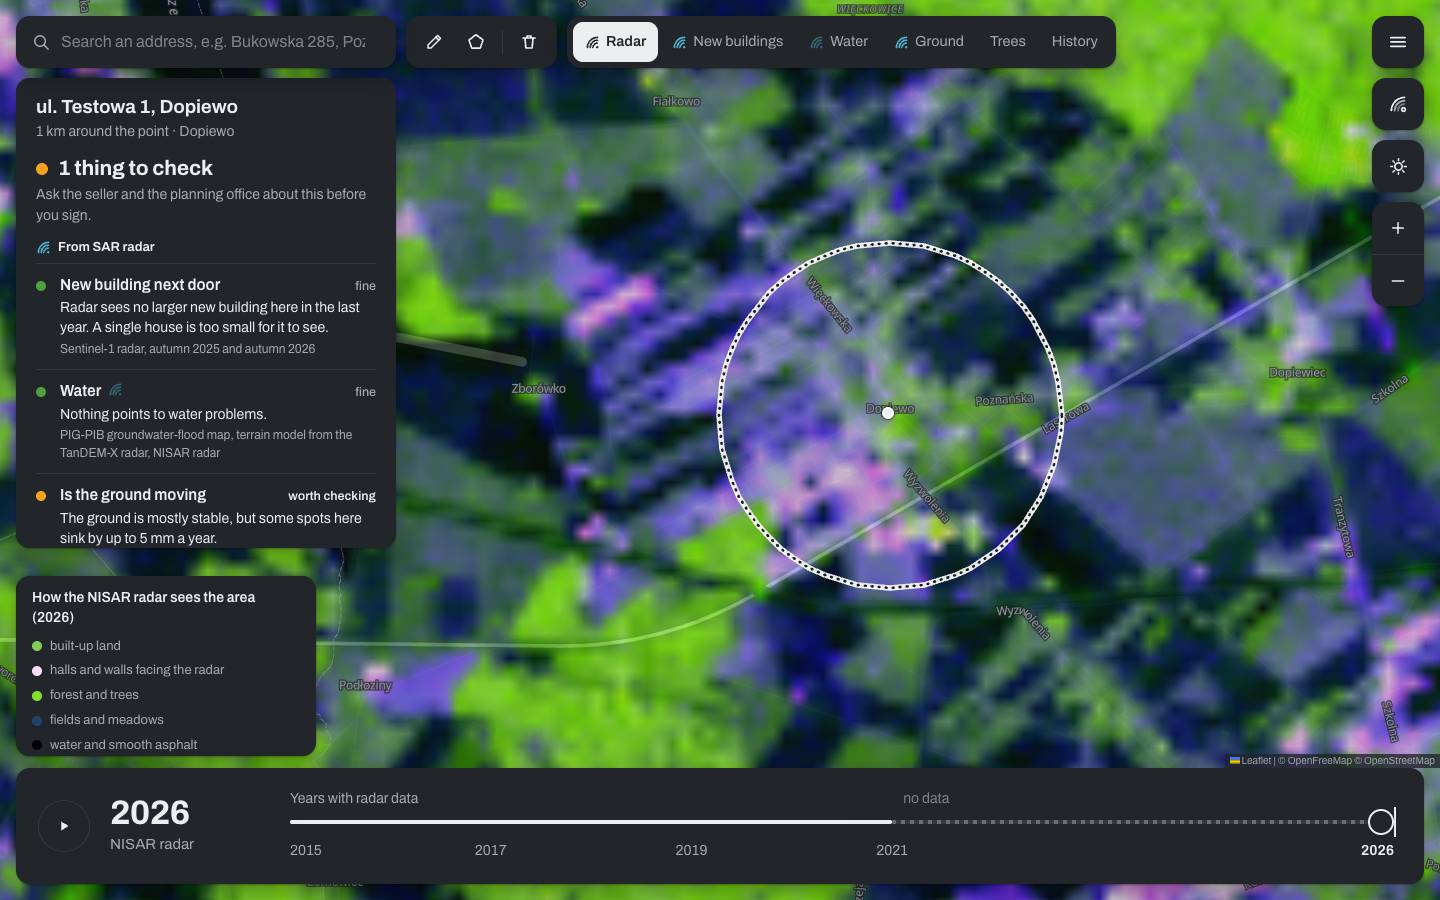 WIĘCKOWICE
Search an address, e.g. Bukowska 285, Poz
Radar
New buildings
Water
Ground
Trees
History
ul. Testowa 1, Dopiewo
1 km around the point · Dopiewo
1 thing to check
Ask the seller and the planning office about this before
you sign.
From SAR radar
New building next door
fine
Radar sees no larger new building here in the last
year. A single house is too small for it to see.
Sentinel-1 radar, autumn 2025 and autumn 2026
Water
fine
Nothing points to water problems.
PIG-PIB groundwater-flood map, terrain model from the
TanDEM-X radar, NISAR radar
Is the ground moving
worth checking
The ground is mostly stable, but some spots here
sink by up to 5 mm a year.
Fiałkowo
Więckowska
Zborówko
Dopiewo
Poznańska
Laserowa
Dopiewiec
Szkolna
Wyzwolenia
Tranzytowa
Wyzwolenia
Podłoziny
Szkolna
How the NISAR radar sees the area
(2026)
built-up land
halls and walls facing the radar
forest and trees
fields and meadows
water and smooth asphalt
Leaflet | © OpenFreeMap © OpenStreetMap
2026
NISAR radar
Years with radar data
no data
2015
2017
2019
2021
2026